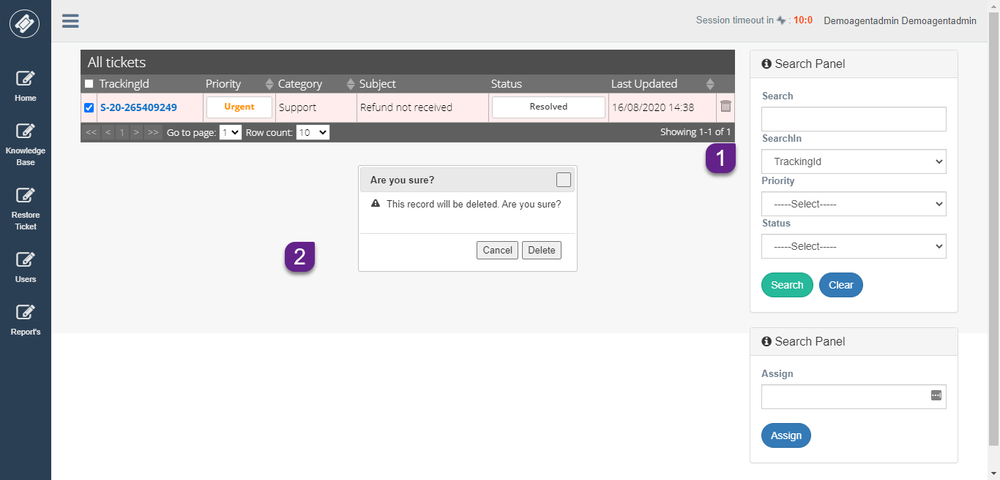 Session timeout in : 10:0 Demoagentadmin Demoagentadmin
Home
Knowledge
Base
Restore
Ticket
Users
Report's
All tickets
TrackingId Priority Category Subject Status Last Updated
S-20-265409249 Urgent Support Refund not received Resolved 16/08/2020 14:38
<< < 1 > >> Go to page: 1 Row count: 10 Showing 1-1 of 1
1
Are you sure?
This record will be deleted. Are you sure?
Cancel Delete
2
Search Panel
Search
SearchIn
TrackingId
Priority
-----Select-----
Status
-----Select-----
Search Clear
Search Panel
Assign
Assign